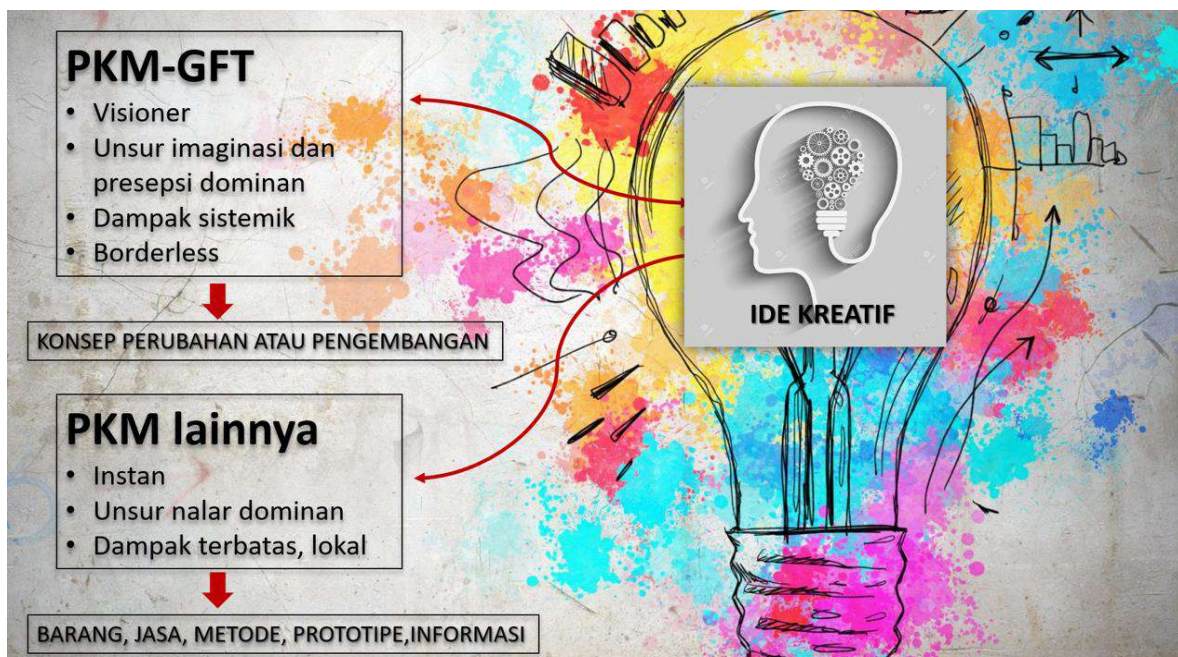 PKM-GFT
• Visioner
• Unsur imaginasi dan
presepsi dominan
• Dampak sistemik
• Borderless
KONSEP PERUBAHAN ATAU PENGEMBANGAN
IDE KREATIF
PKM lainnya
• Instan
• Unsur nalar dominan
• Dampak terbatas, lokal
BARANG, JASA, METODE, PROTOTIPE,INFORMASI